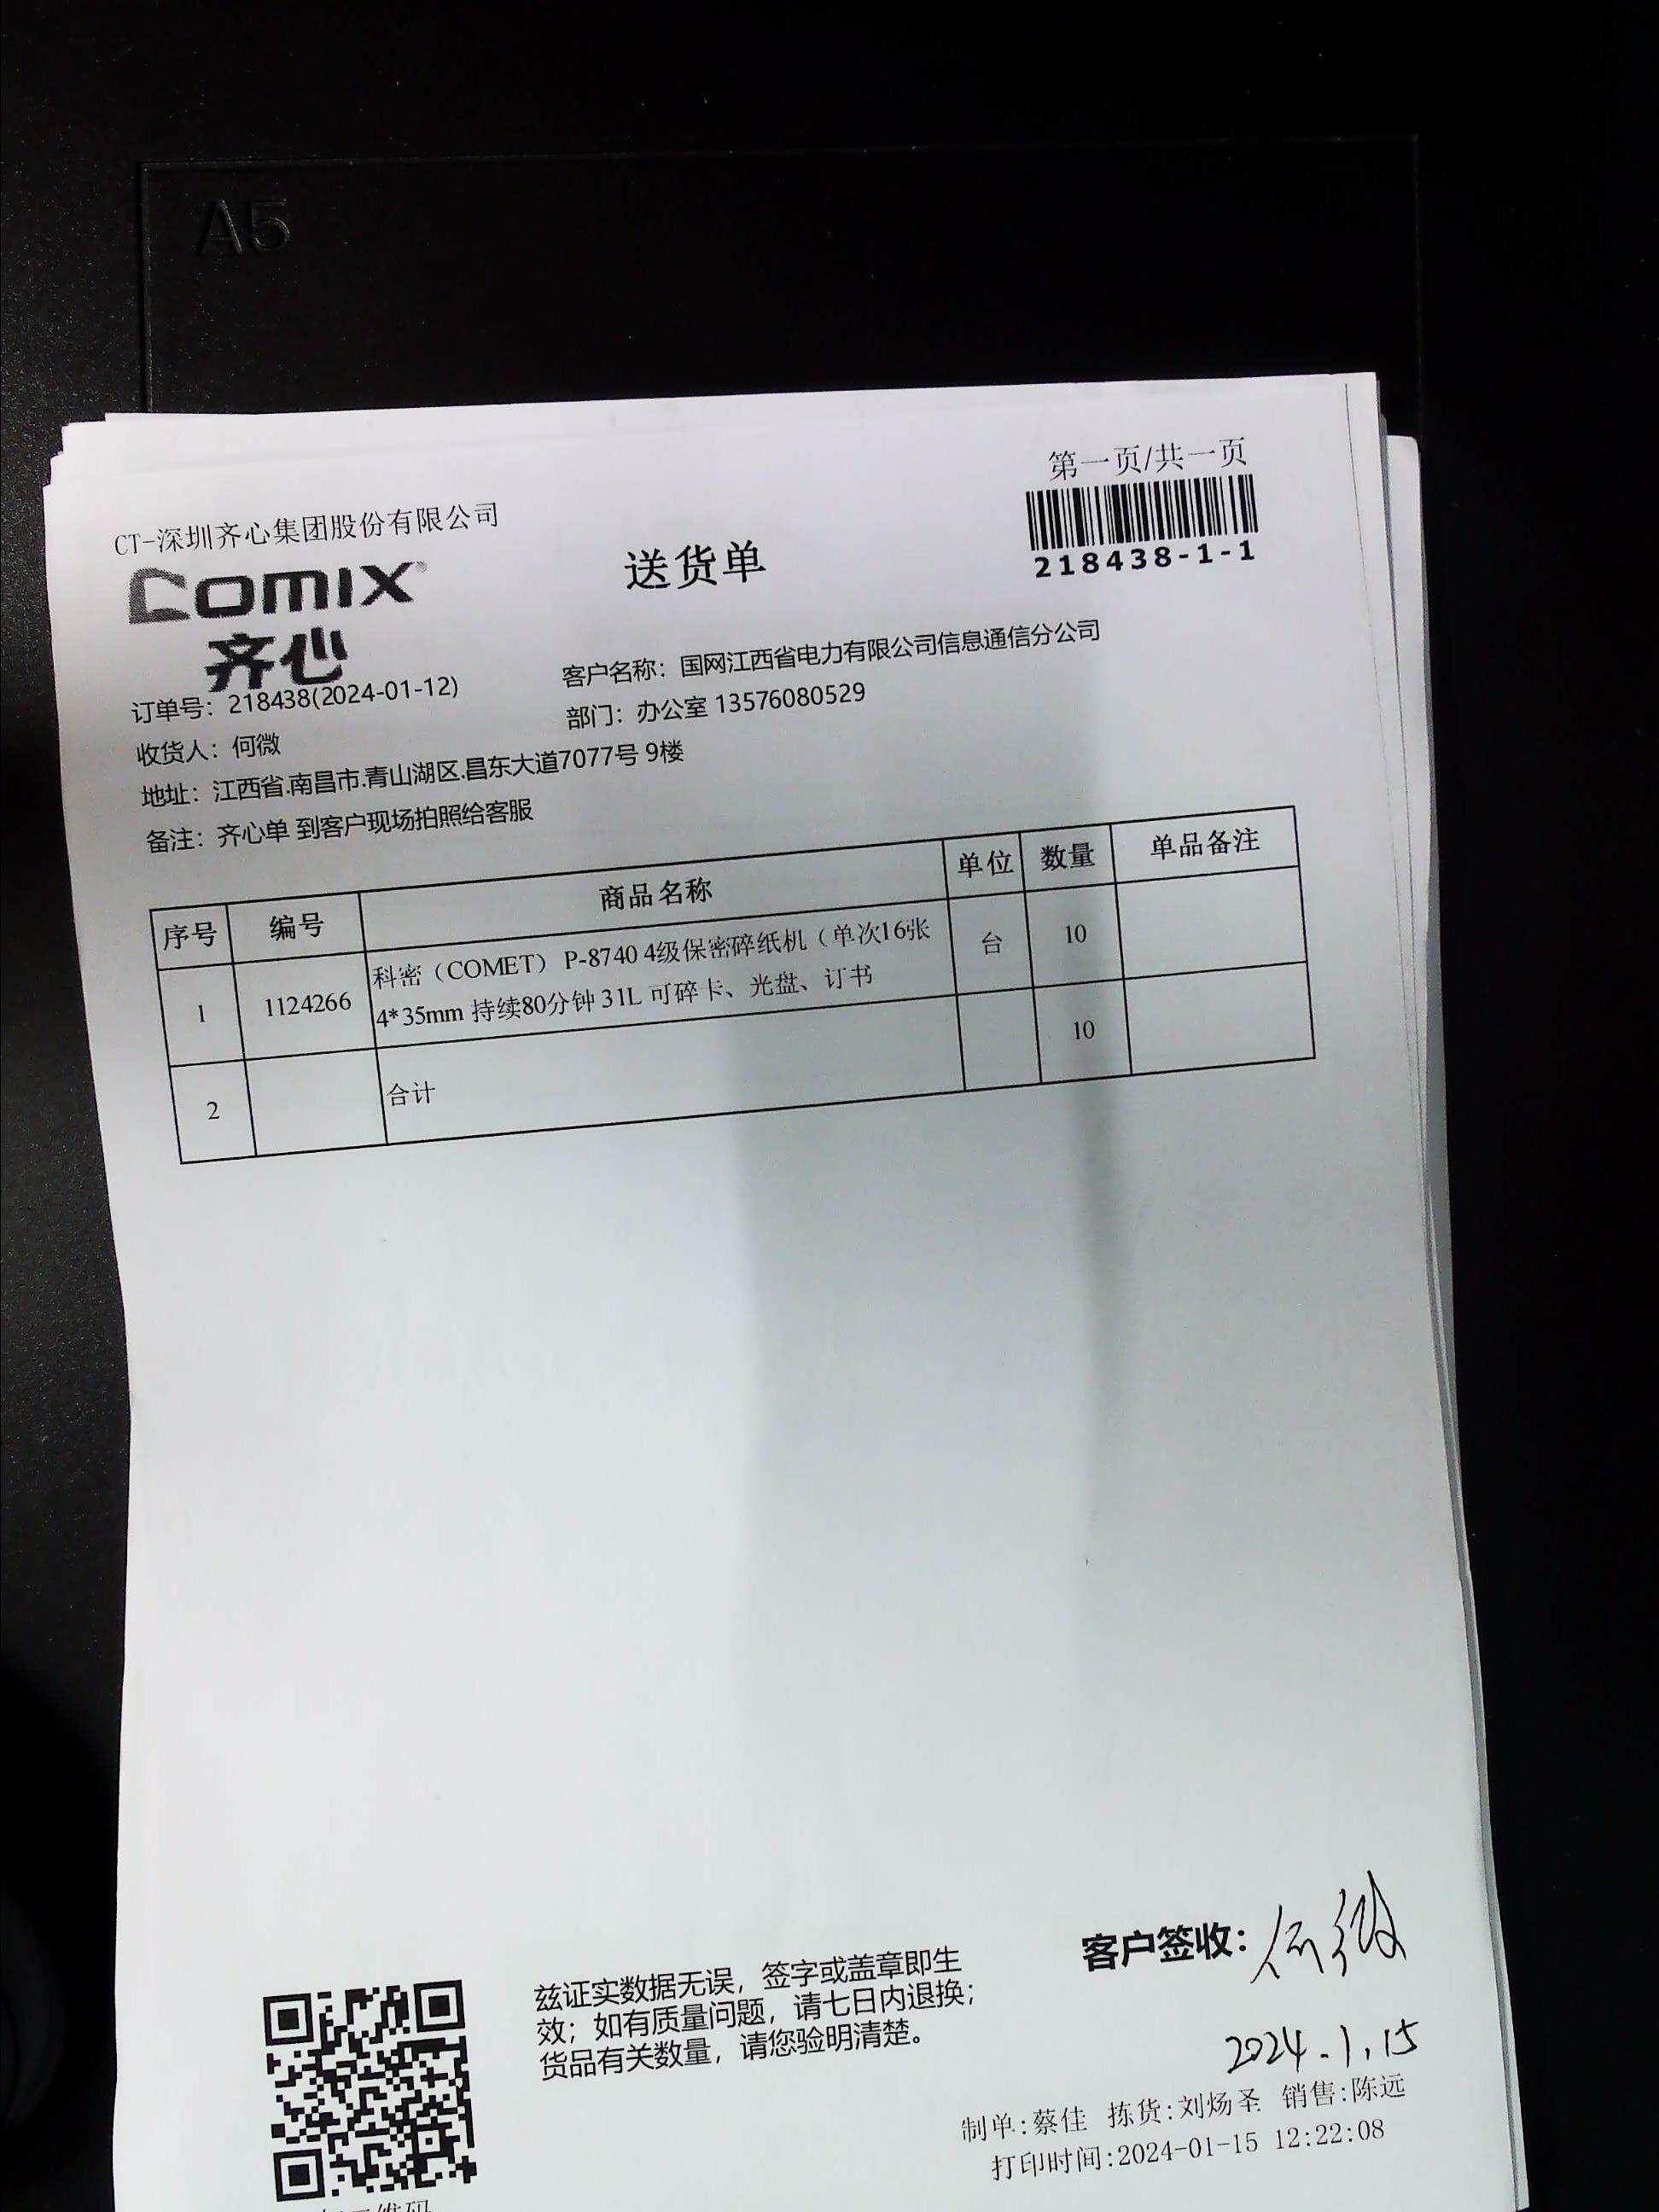 A5
第一页/共一页
218438-1-1
CT-深圳齐心集团股份有限公司
COMIX®
齐心
送货单
订单号：218438(2024-01-12)
客户名称：国网江西省电力有限公司信息通信分公司
收货人：何微
部门：办公室 13576080529
地址：江西省.南昌市.青山湖区.昌东大道7077号 9楼
备注：齐心单 到客户现场拍照给客服
序号 编号 商品名称 单位 数量 单品备注
1 1124266 科密（COMET） P-8740 4级保密碎纸机（单次16张 台 10
4*35mm 持续80分钟 31L 可碎卡、光盘、订书
2 合计 10
客户签收：何微
兹证实数据无误，签字或盖章即生
效；如有质量问题，请七日内退换；
货品有关数量，请您验明清楚。
2024.1.15
制单:蔡佳 拣货:刘炀圣 销售:陈远
打印时间:2024-01-15 12:22:08